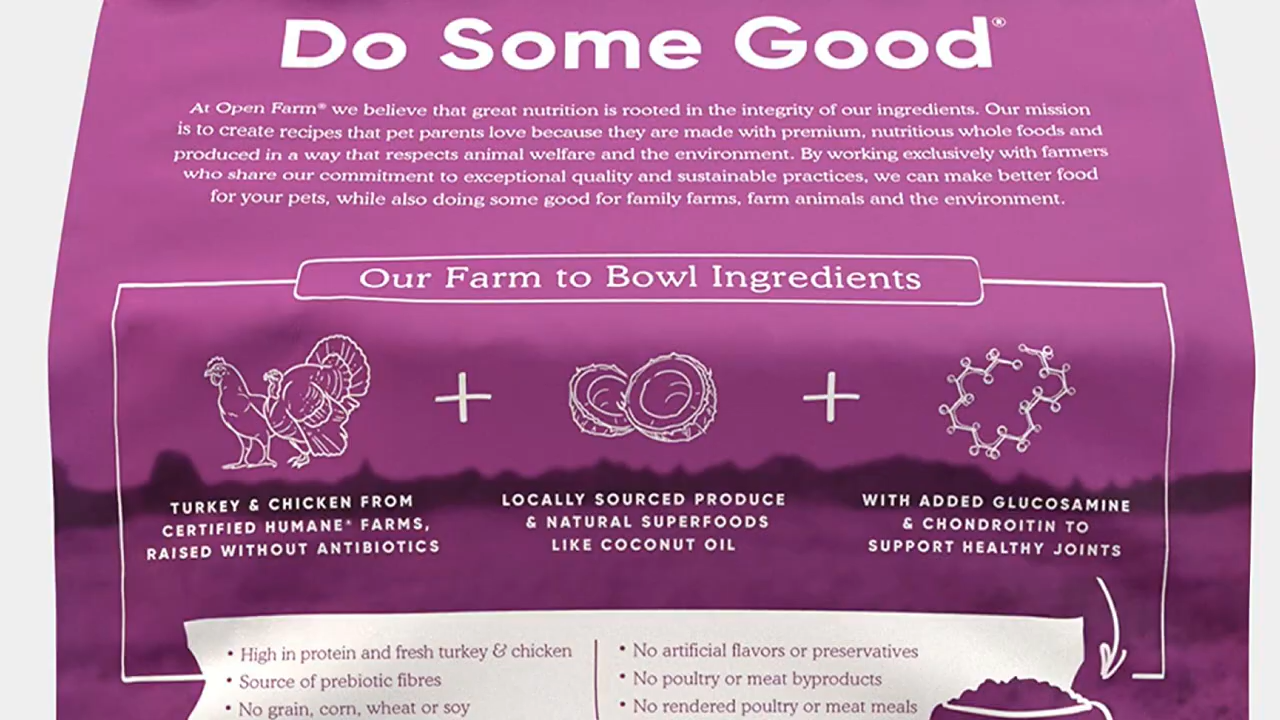 Do Some Good®
At Open Farm® we believe that great nutrition is rooted in the integrity of our ingredients. Our mission
is to create recipes that pet parents love because they are made with premium, nutritious whole foods and
produced in a way that respects animal welfare and the environment. By working exclusively with farmers
who share our commitment to exceptional quality and sustainable practices, we can make better food
for your pets, while also doing some good for family farms, farm animals and the environment.
Our Farm to Bowl Ingredients
TURKEY & CHICKEN FROM
CERTIFIED HUMANE® FARMS,
RAISED WITHOUT ANTIBIOTICS
LOCALLY SOURCED PRODUCE
& NATURAL SUPERFOODS
LIKE COCONUT OIL
WITH ADDED GLUCOSAMINE
& CHONDROITIN TO
SUPPORT HEALTHY JOINTS
• High in protein and fresh turkey & chicken
• Source of prebiotic fibres
• No grain, corn, wheat or soy
• No artificial flavors or preservatives
• No poultry or meat byproducts
• No rendered poultry or meat meals